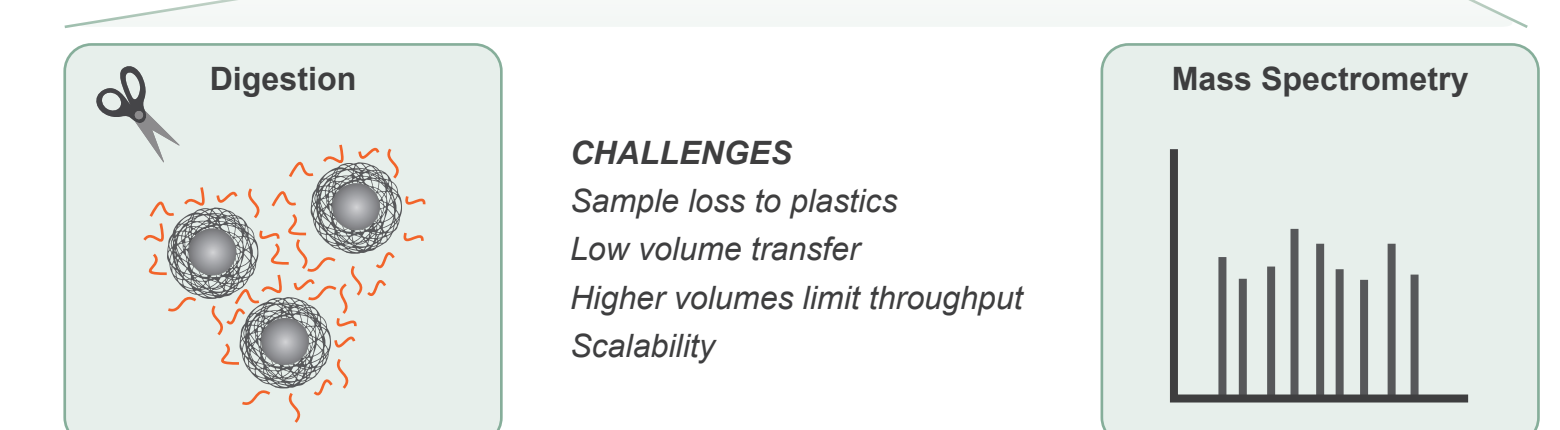 Digestion
CHALLENGES
Sample loss to plastics
Low volume transfer
Higher volumes limit throughput
Scalability
Mass Spectrometry